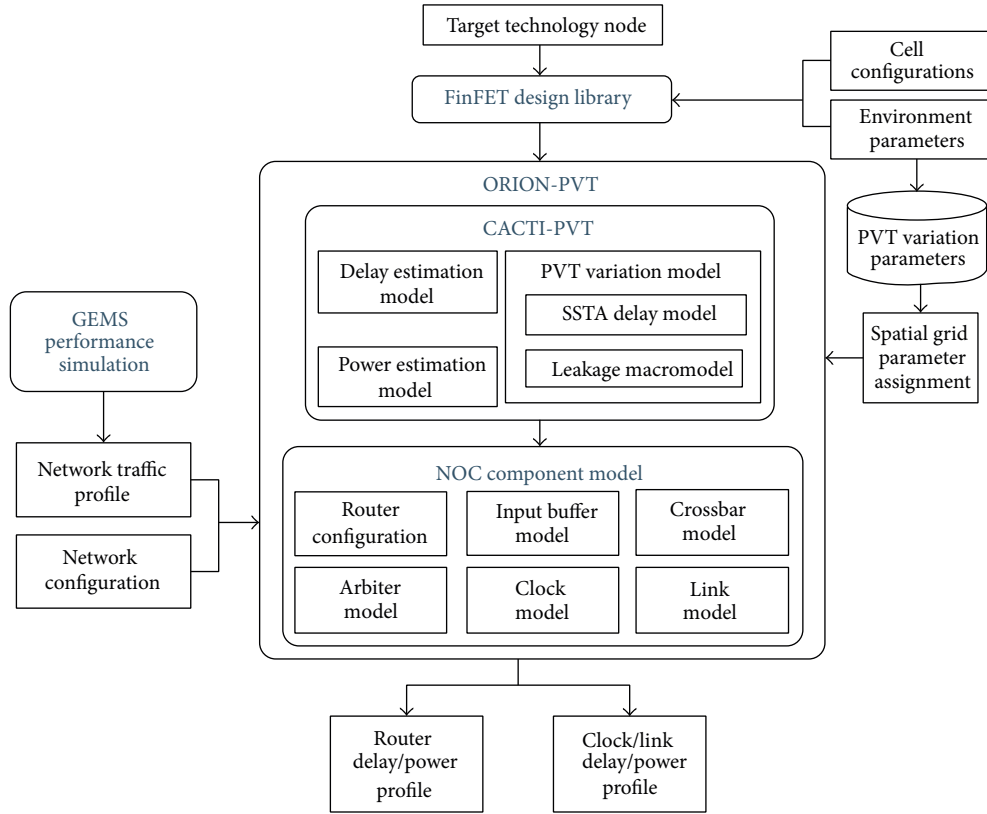 Target technology node
Cell
configurations
FinFET design library
Environment
parameters
ORION-PVT
CACTI-PVT
Delay estimation
model
Power estimation
model
PVT variation model
SSTA delay model
Leakage macromodel
PVT variation
parameters
Spatial grid
parameter
assignment
GEMS
performance
simulation
Network traffic
profile
Network
configuration
NOC component model
Router
configuration
Input buffer
model
Crossbar
model
Arbiter
model
Clock
model
Link
model
Router
delay/power
profile
Clock/link
delay/power
profile